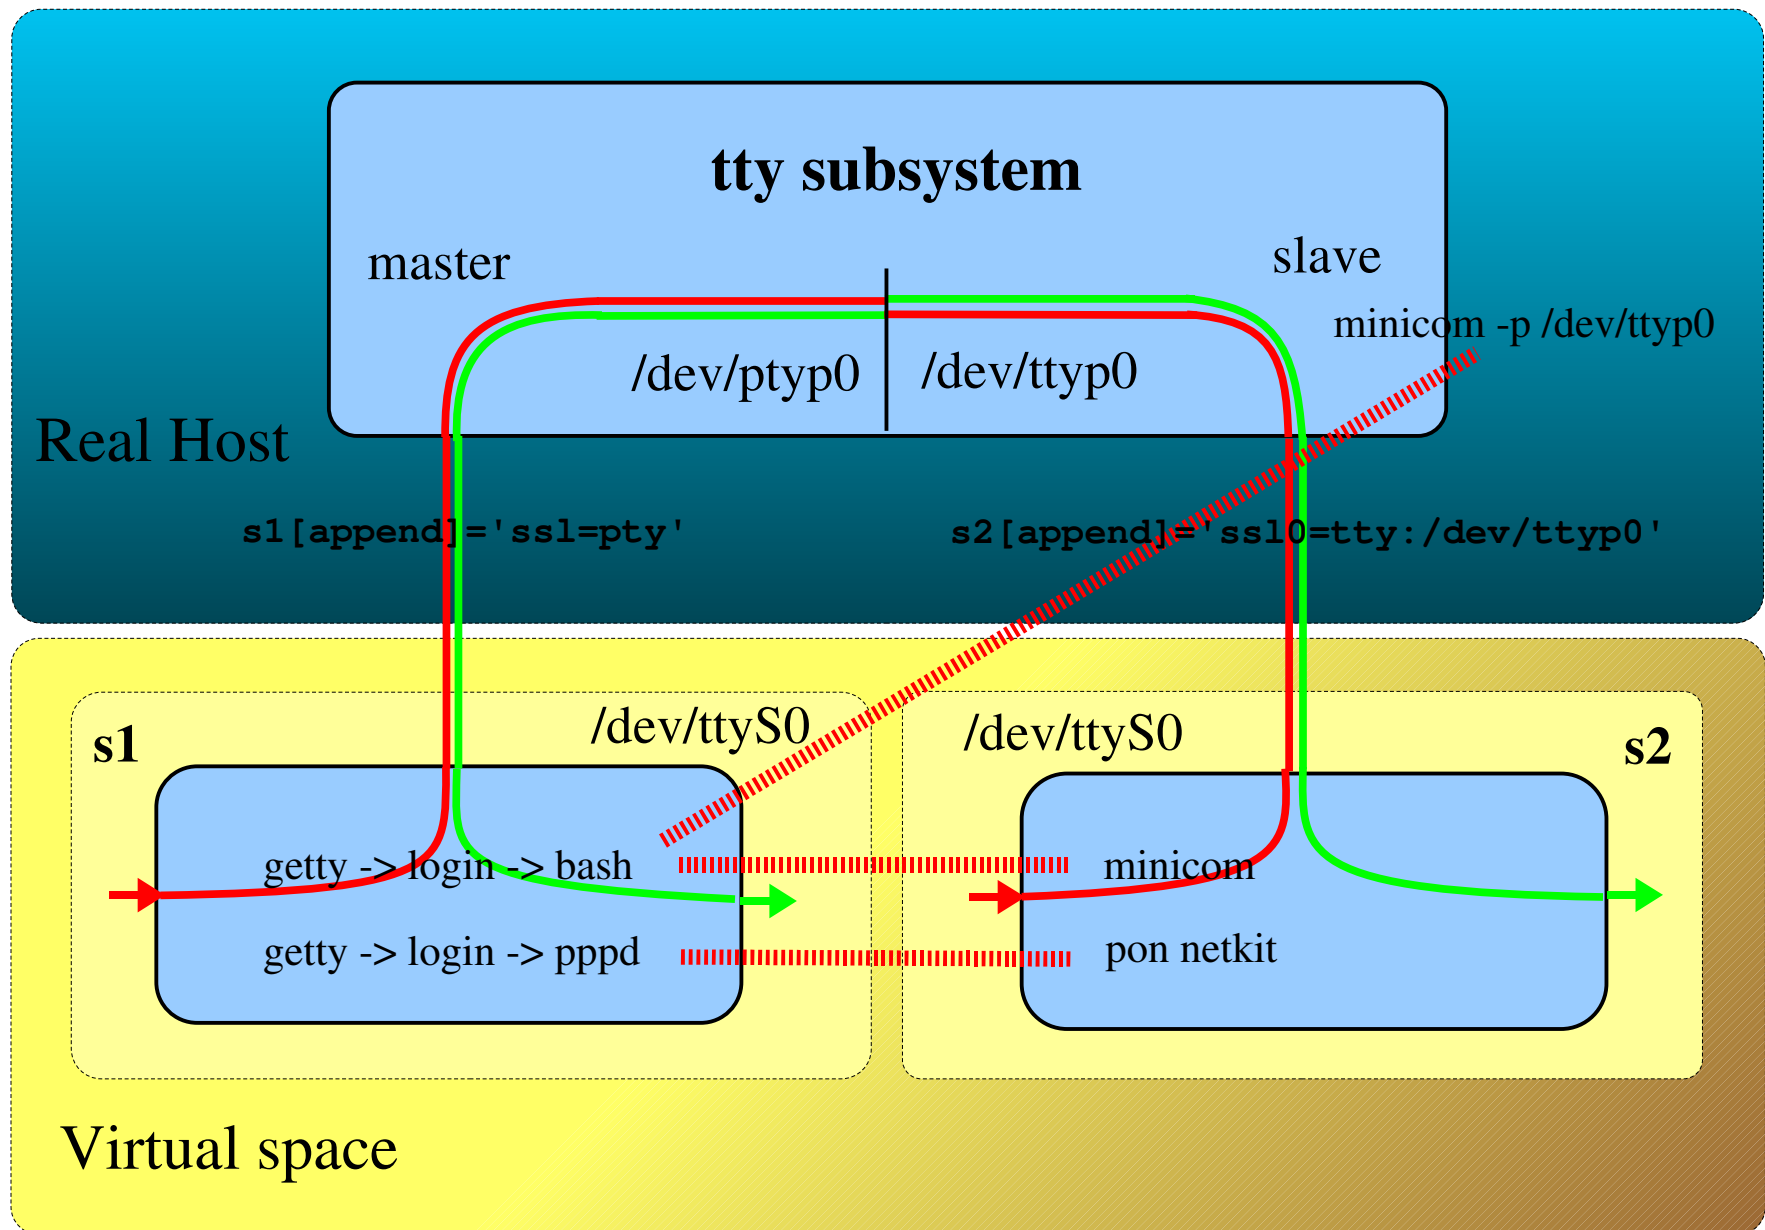 tty subsystem
master
slave
minicom -p /dev/ttyp0
/dev/ptyp0
/dev/ttyp0
Real Host
s1[append]='ssl=pty'
s2[append]='ssl0=tty:/dev/ttyp0'
s1
/dev/ttyS0
/dev/ttyS0
s2
getty -> login -> bash
minicom
getty -> login -> pppd
pon netkit
Virtual space